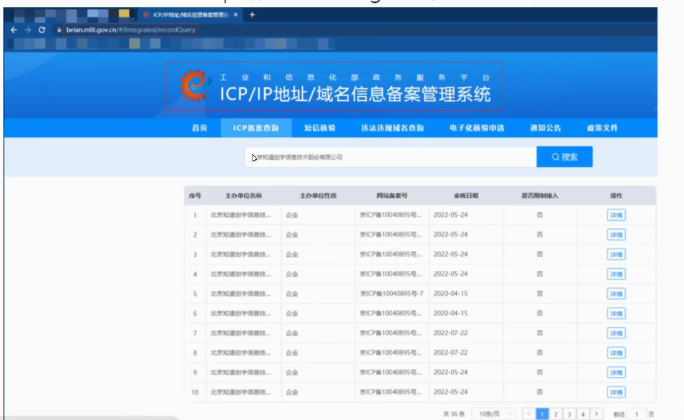 ICP/IP地址/域名信息备案管理系统
beian.miit.gov.cn/#/Integrated/recordQuery
工业和信息化部政务服务平台
ICP/IP地址/域名信息备案管理系统
首页 ICP备案查询 短信核验 违法违规域名查询 电子化核验申请 通知公告 政策文件
京知道创宇信息技术股份有限公司 搜索
序号 主办单位名称 主办单位性质 网站备案号 审核日期 是否限制接入 操作
1 北京知道创宇信息技... 企业 京ICP备10040895号... 2022-05-24 否 详情
2 北京知道创宇信息技... 企业 京ICP备10040895号... 2022-05-24 否 详情
3 北京知道创宇信息技... 企业 京ICP备10040895号... 2022-05-24 否 详情
4 北京知道创宇信息技... 企业 京ICP备10040895号... 2022-05-24 否 详情
5 北京知道创宇信息技... 企业 京ICP备10040895号-7 2020-04-15 否 详情
6 北京知道创宇信息技... 企业 京ICP备10040895号... 2020-04-15 否 详情
7 北京知道创宇信息技... 企业 京ICP备10040895号... 2022-07-22 否 详情
8 北京知道创宇信息技... 企业 京ICP备10040895号... 2022-07-22 否 详情
9 北京知道创宇信息技... 企业 京ICP备10040895号... 2022-05-24 否 详情
10 北京知道创宇信息技... 企业 京ICP备10040895号... 2022-05-24 否 详情
共 36 条 10条/页 1 2 3 4 前往 1 页